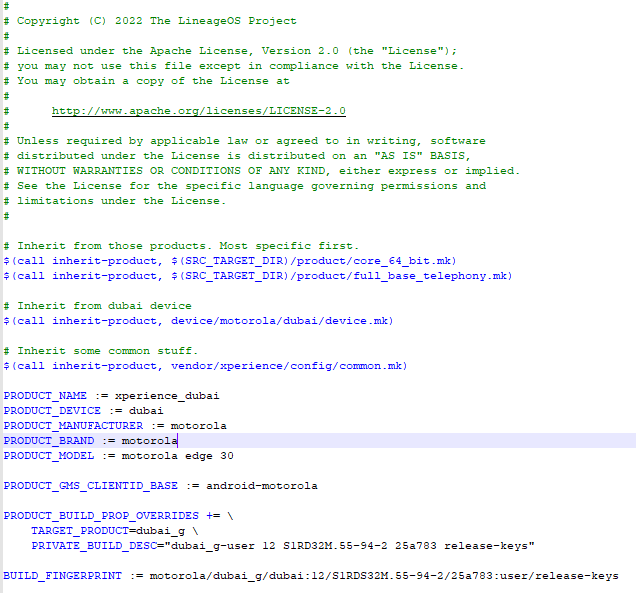 #
# Copyright (C) 2022 The LineageOS Project
#
# Licensed under the Apache License, Version 2.0 (the "License");
# you may not use this file except in compliance with the License.
# You may obtain a copy of the License at
#
#      http://www.apache.org/licenses/LICENSE-2.0
#
# Unless required by applicable law or agreed to in writing, software
# distributed under the License is distributed on an "AS IS" BASIS,
# WITHOUT WARRANTIES OR CONDITIONS OF ANY KIND, either express or implied.
# See the License for the specific language governing permissions and
# limitations under the License.
#

# Inherit from those products. Most specific first.
$(call inherit-product, $(SRC_TARGET_DIR)/product/core_64_bit.mk)
$(call inherit-product, $(SRC_TARGET_DIR)/product/full_base_telephony.mk)

# Inherit from dubai device
$(call inherit-product, device/motorola/dubai/device.mk)

# Inherit some common stuff.
$(call inherit-product, vendor/xperience/config/common.mk)

PRODUCT_NAME := xperience_dubai
PRODUCT_DEVICE := dubai
PRODUCT_MANUFACTURER := motorola
PRODUCT_BRAND := motorola
PRODUCT_MODEL := motorola edge 30

PRODUCT_GMS_CLIENTID_BASE := android-motorola

PRODUCT_BUILD_PROP_OVERRIDES += \
    TARGET_PRODUCT=dubai_g \
    PRIVATE_BUILD_DESC="dubai_g-user 12 S1RD32M.55-94-2 25a783 release-keys"

BUILD_FINGERPRINT := motorola/dubai_g/dubai:12/S1RDS32M.55-94-2/25a783:user/release-keys